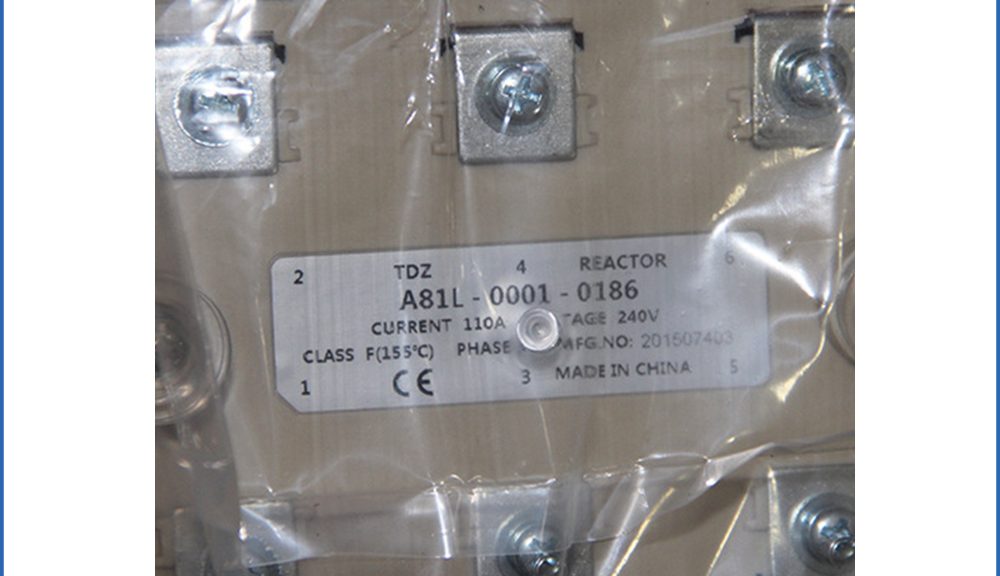 2 TDZ 4 REACTOR 6
A81L - 0001 - 0186
CURRENT 110A TAGE 240V
CLASS F(155°C) PHASE MFG.NO: 201507403
1 CE 3 MADE IN CHINA 5